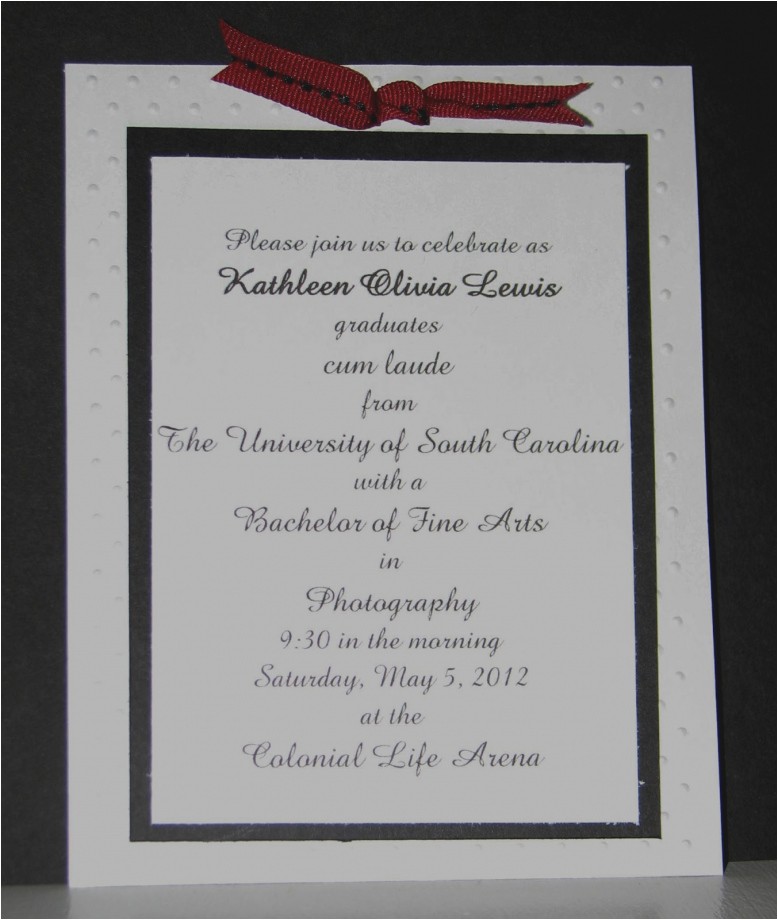 Please join us to celebrate as
Kathleen Olivia Lewis
graduates
cum laude
from
The University of South Carolina
with a
Bachelor of Fine Arts
in
Photography
9:30 in the morning
Saturday, May 5, 2012
at the
Colonial Life Arena